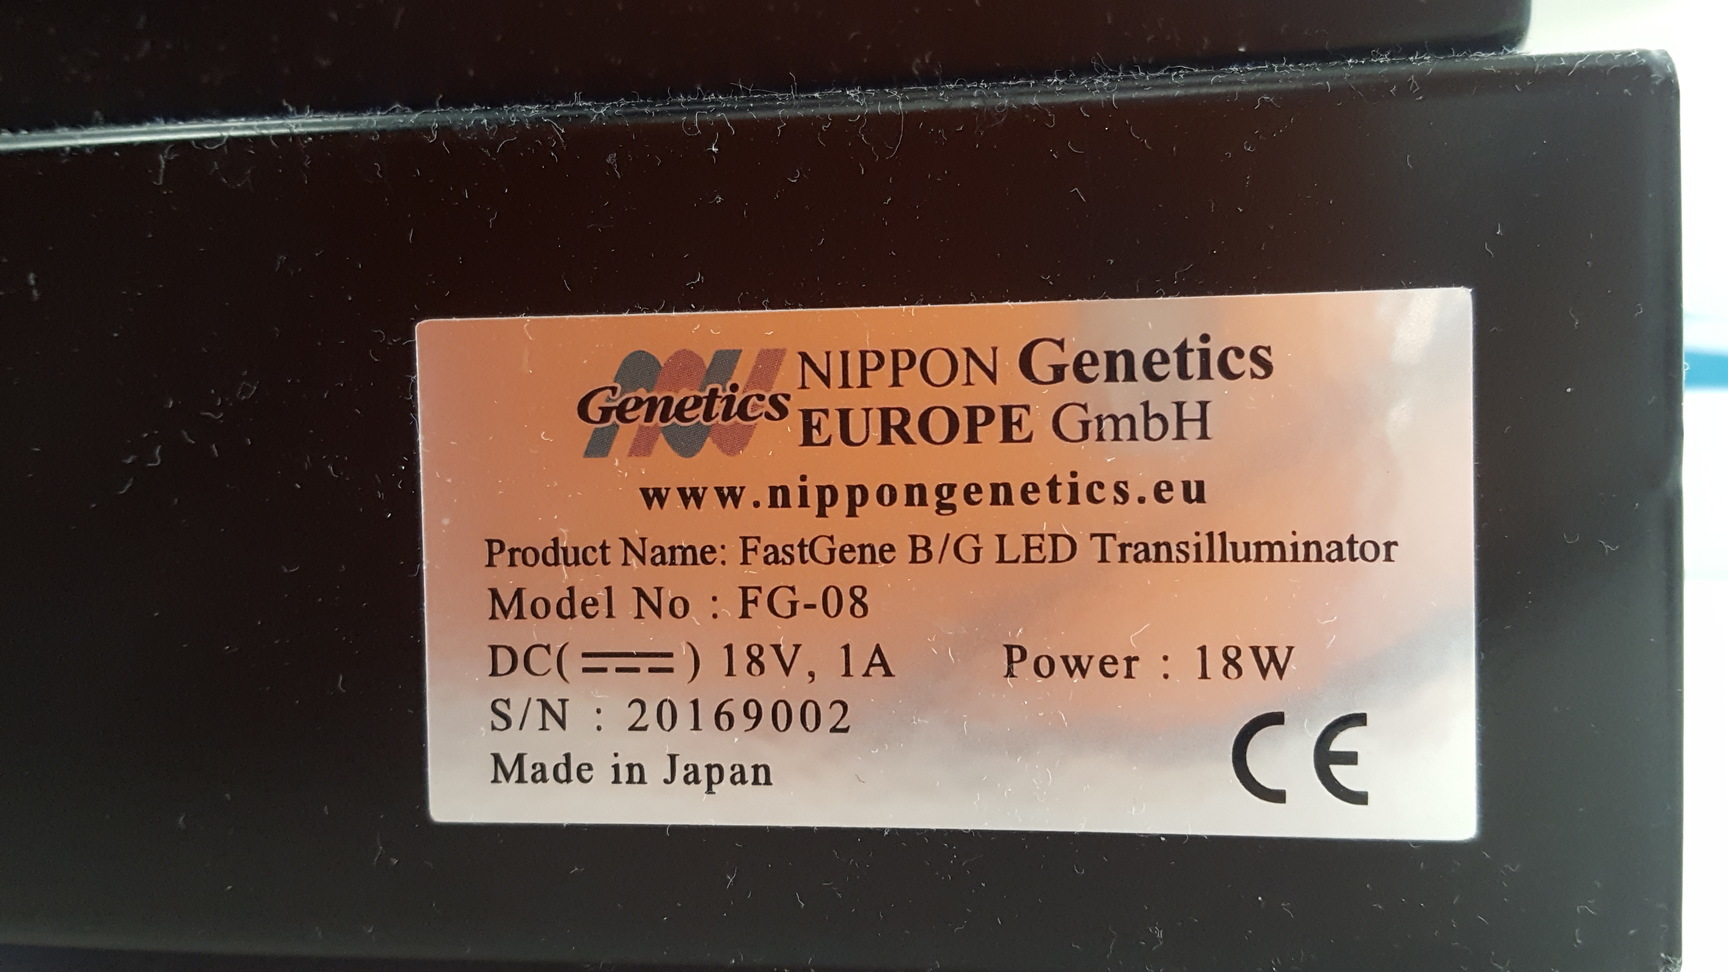 Genetics
NIPPON Genetics
EUROPE GmbH
www.nippongenetics.eu
Product Name: FastGene B/G LED Transilluminator
Model No : FG-08
DC( ⎓ ) 18V, 1A Power : 18W
S/N : 20169002
Made in Japan CE